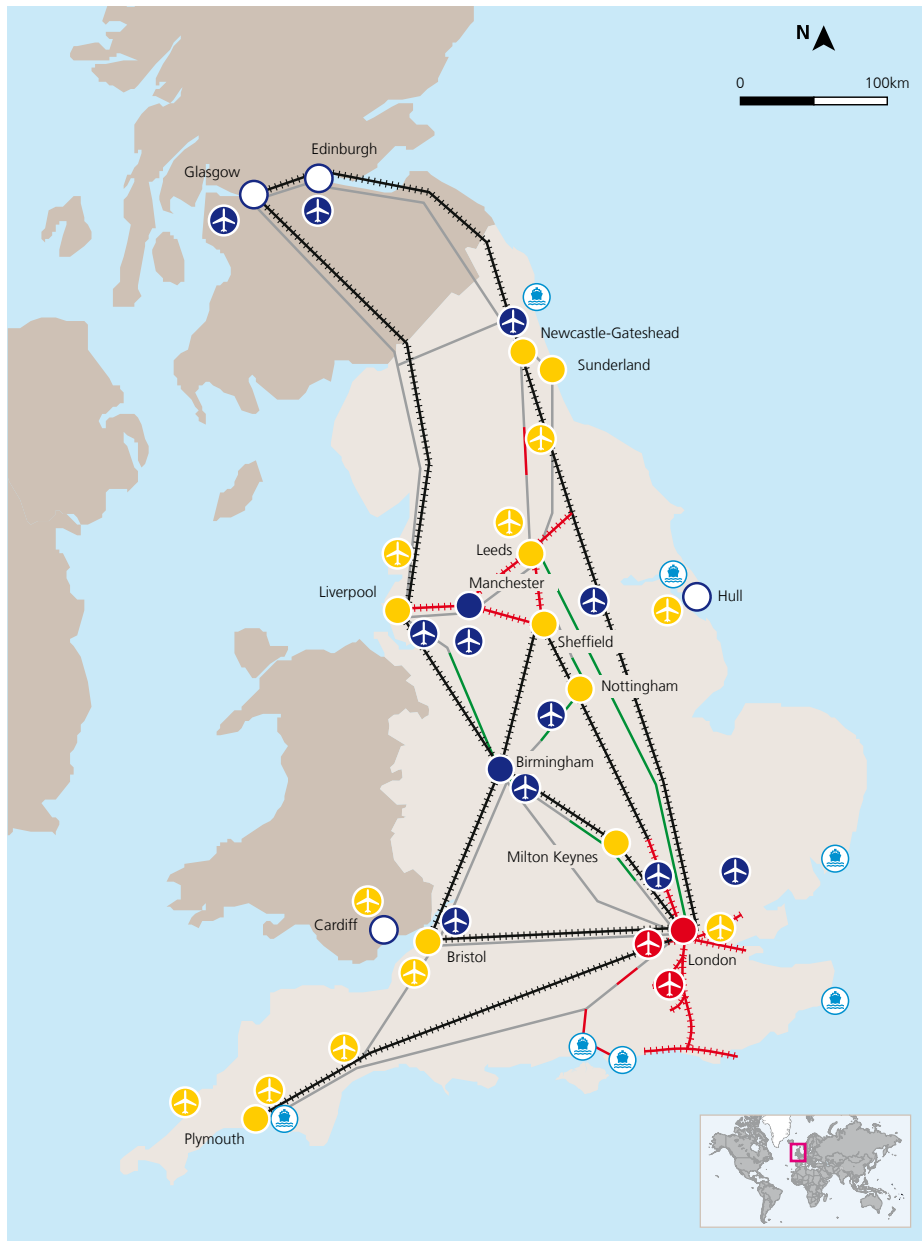 N
0
100km
Edinburgh
Glasgow
Newcastle-Gateshead
Sunderland
Leeds
Manchester
Liverpool
Hull
Sheffield
Nottingham
Birmingham
Milton Keynes
Cardiff
Bristol
London
Plymouth